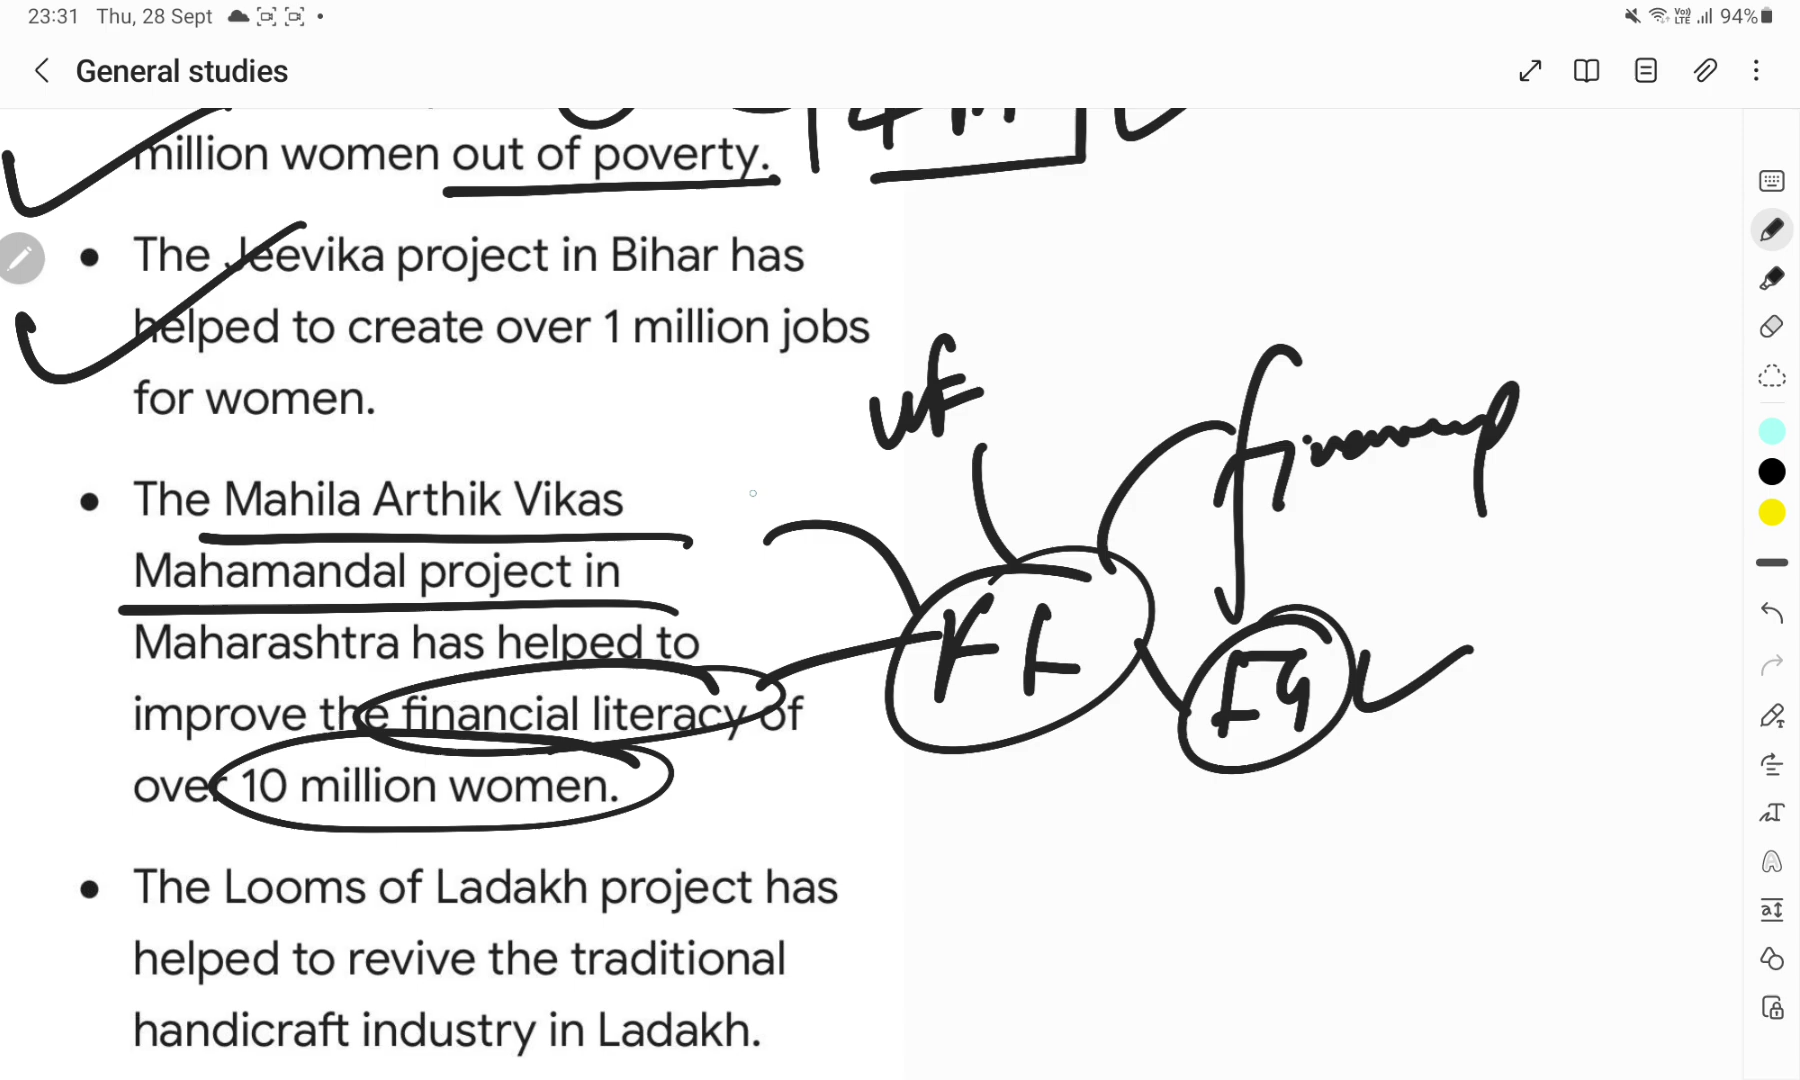 23:31 Thu, 28 Sept 94%
General studies
million women out of poverty.
• The Jeevika project in Bihar has
helped to create over 1 million jobs
for women.
• The Mahila Arthik Vikas
Mahamandal project in
Maharashtra has helped to
improve the financial literacy of
over 10 million women.
• The Looms of Ladakh project has
helped to revive the traditional
handicraft industry in Ladakh.